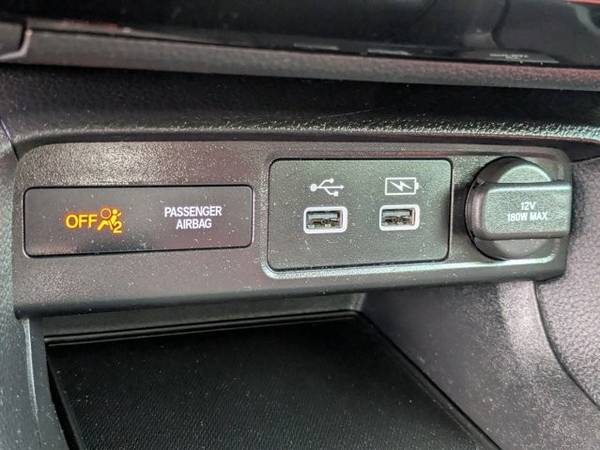 OFF 2
PASSENGER
AIRBAG
12V
180W MAX.